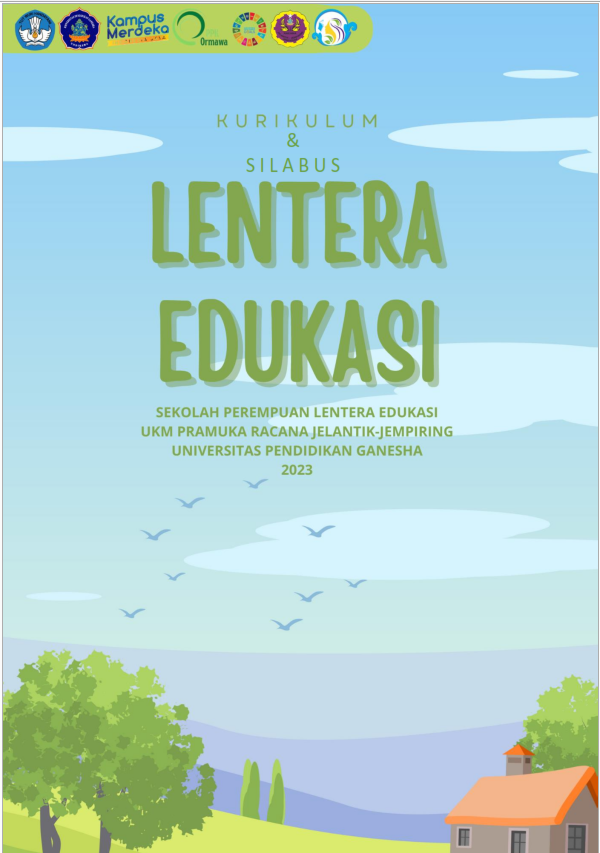 Kampus
Merdeka
Ormawa
KURIKULUM
&
SILABUS
LENTERA
EDUKASI
SEKOLAH PEREMPUAN LENTERA EDUKASI
UKM PRAMUKA RACANA JELANTIK-JEMPIRING
UNIVERSITAS PENDIDIKAN GANESHA
2023